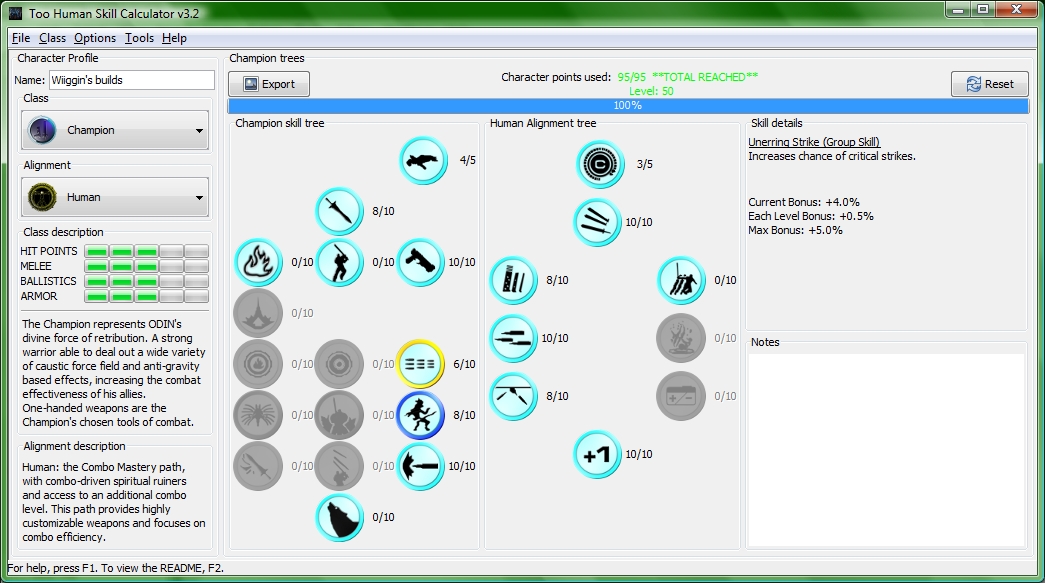 Too Human Skill Calculator v3.2
File Class Options Tools Help
Character Profile
Name: Wiiggin's builds
Class
Champion
Alignment
Human
Class description
HIT POINTS
MELEE
BALLISTICS
ARMOR
The Champion represents ODIN's
divine force of retribution. A strong
warrior able to deal out a wide variety
of caustic force field and anti-gravity
based effects, increasing the combat
effectiveness of his allies.
One-handed weapons are the
Champion's chosen tools of combat.
Alignment description
Human: the Combo Mastery path,
with combo-driven spiritual ruiners
and access to an additional combo
level. This path provides highly
customizable weapons and focuses on
combo efficiency.
Champion trees
Export
Character points used: 95/95 **TOTAL REACHED**
Level: 50
Reset
100%
Champion skill tree
4/5
8/10
0/10 0/10 10/10
0/10
0/10 0/10 6/10
0/10 0/10 8/10
0/10 0/10 10/10
0/10
Human Alignment tree
C 3/5
10/10
8/10 0/10
10/10 0/10
8/10 0/10
+1 10/10
Skill details
Unerring Strike (Group Skill)
Increases chance of critical strikes.
Current Bonus: +4.0%
Each Level Bonus: +0.5%
Max Bonus: +5.0%
Notes
For help, press F1. To view the README, F2.